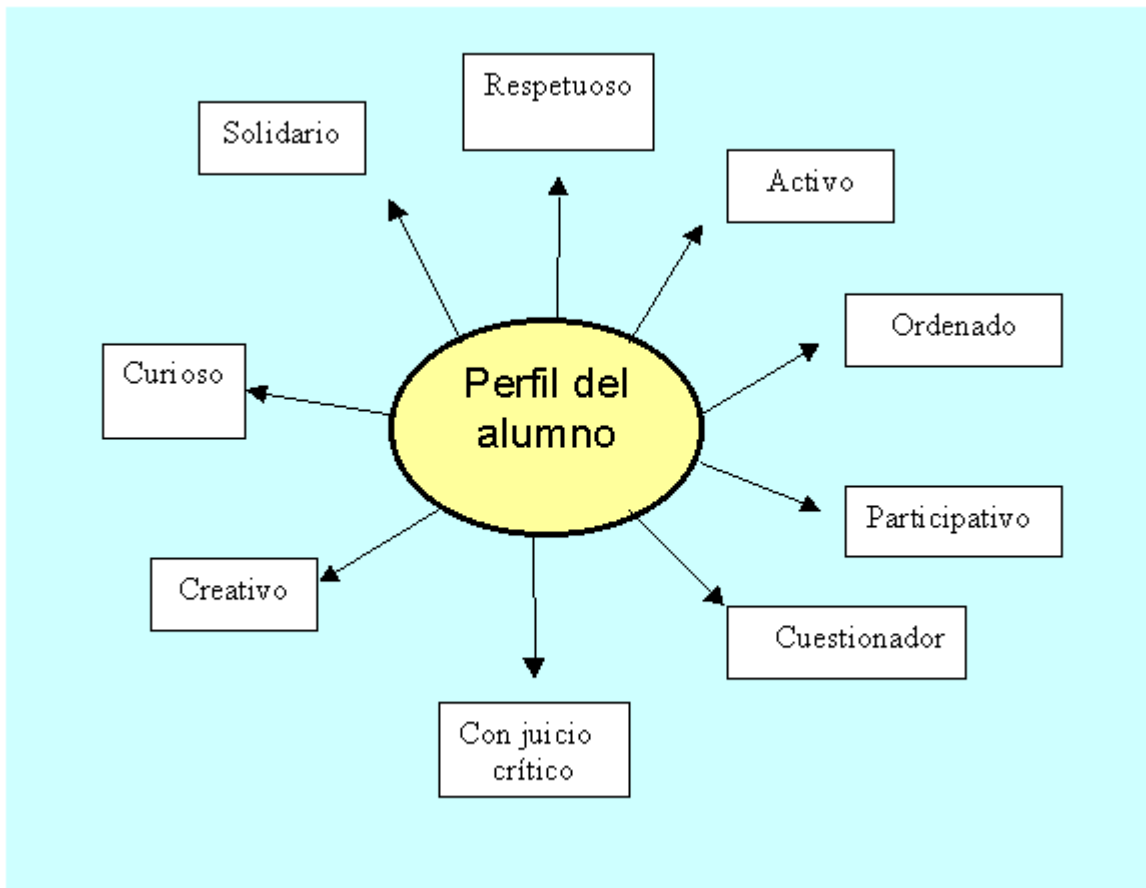 Respetuoso
Solidario
Activo
Ordenado
Curioso
Perfil del
alumno
Participativo
Creativo
Cuestionador
Con juicio
crítico